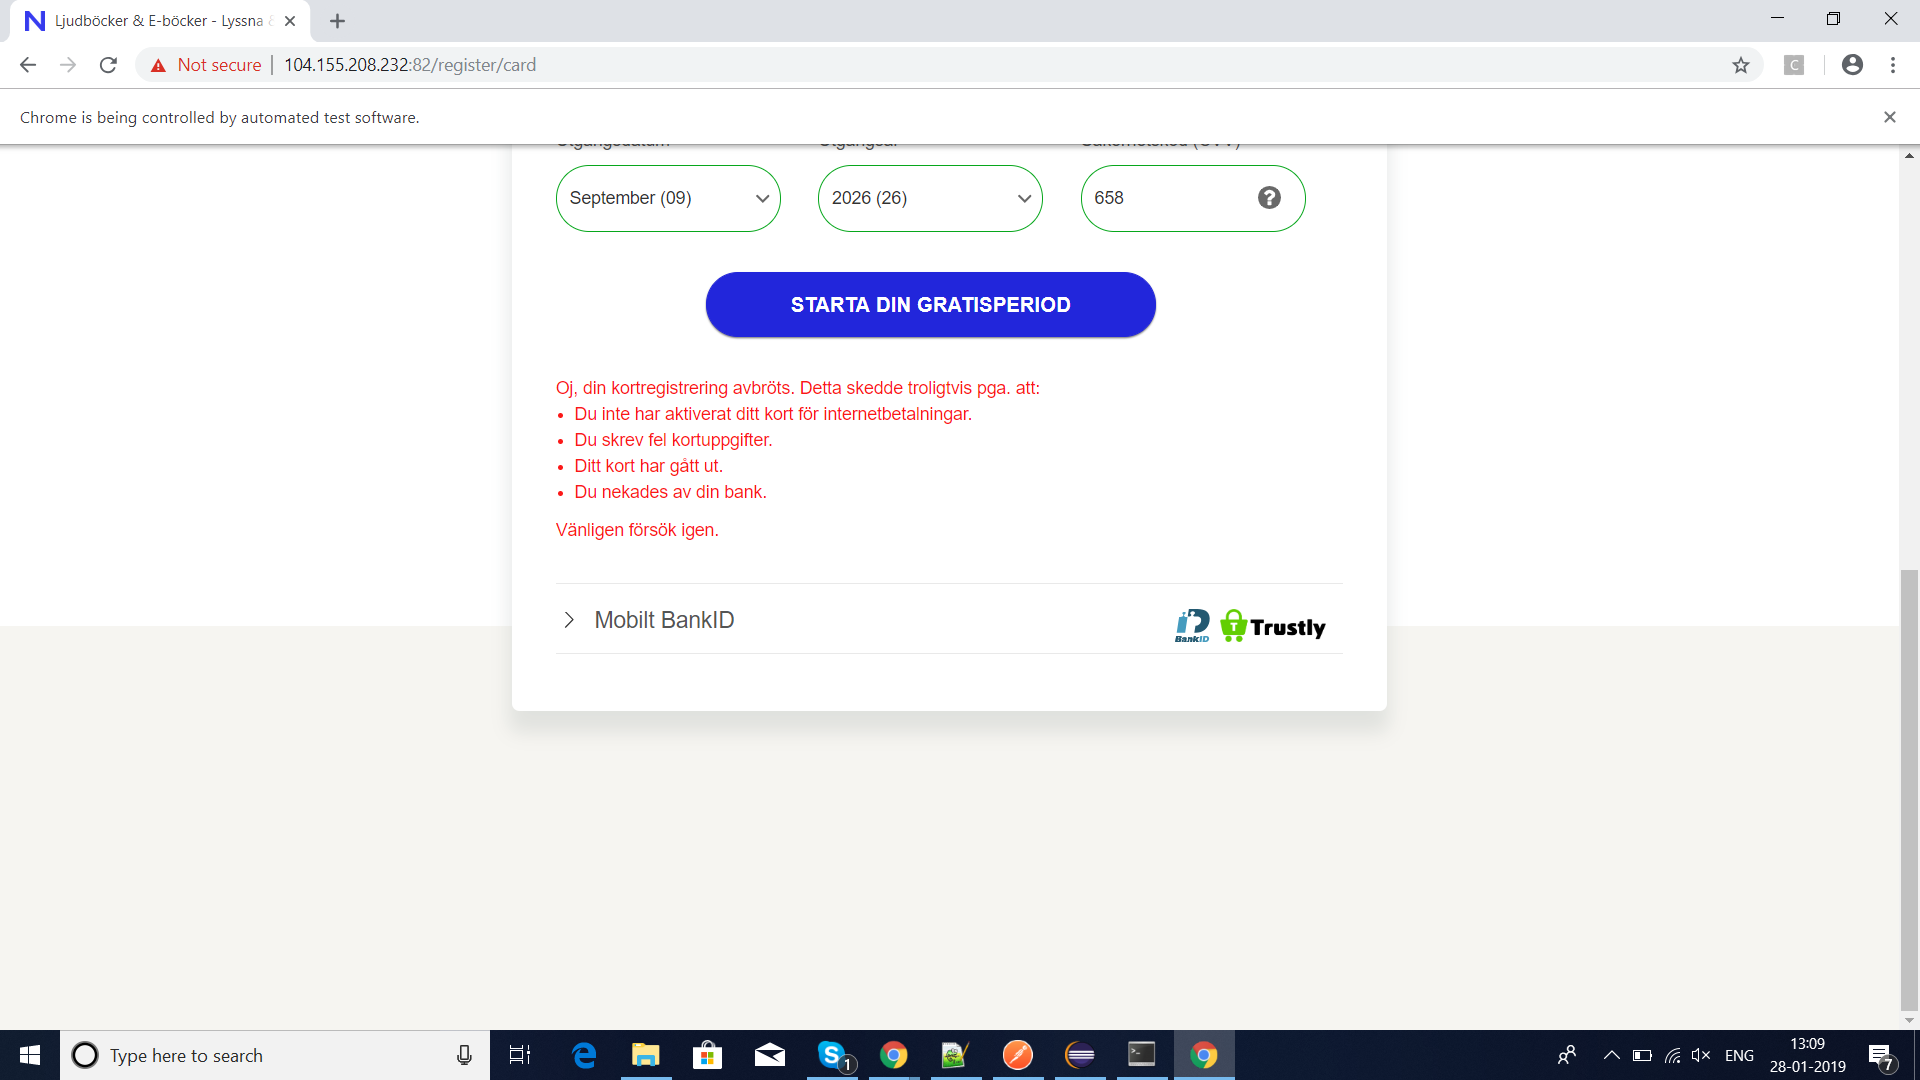 Ljudböcker & E-böcker - Lyssna
Not secure
104.155.208.232:82/register/card
C
Chrome is being controlled by automated test software.
September (09)
2026 (26)
658
STARTA DIN GRATISPERIOD
Oj, din kortregistrering avbröts. Detta skedde troligtvis pga. att:
• Du inte har aktiverat ditt kort för internetbetalningar.
• Du skrev fel kortuppgifter.
• Ditt kort har gått ut.
• Du nekades av din bank.
Vänligen försök igen.
Mobilt BankID
BankID
Trustly
Type here to search
1
ENG
13:09
28-01-2019
7